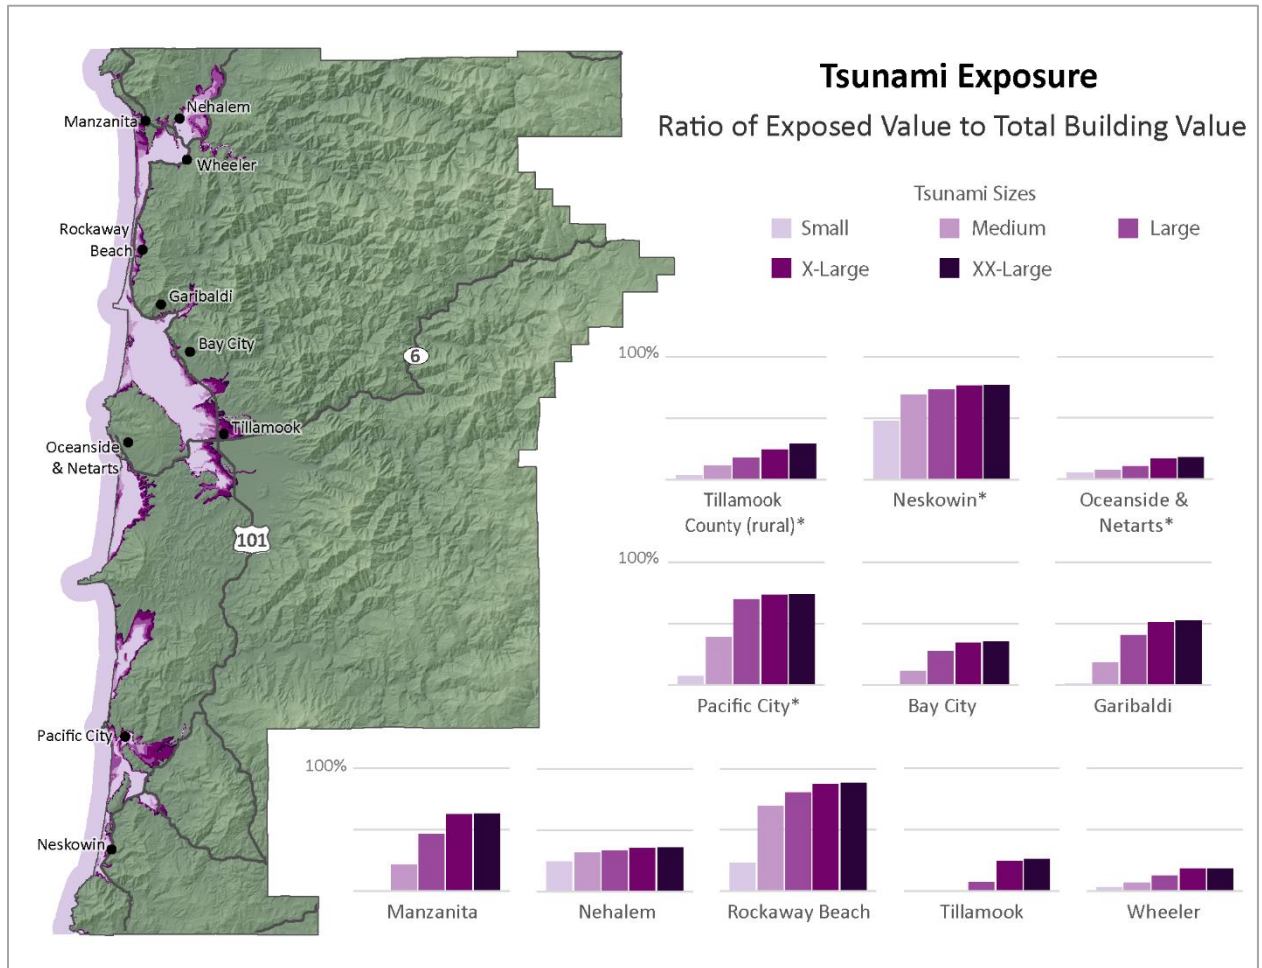 Tsunami Exposure
Ratio of Exposed Value to Total Building Value
Tsunami Sizes
Small
Medium
Large
X-Large
XX-Large
Nehalem
Manzanita
Wheeler
Rockaway
Beach
Garibaldi
Bay City
6
Tillamook
Oceanside
& Netarts
101
Pacific City
Neskowin
100%
Tillamook
County (rural)*
Neskowin*
Oceanside &
Netarts*
100%
Pacific City*
Bay City
Garibaldi
100%
Manzanita
Nehalem
Rockaway Beach
Tillamook
Wheeler